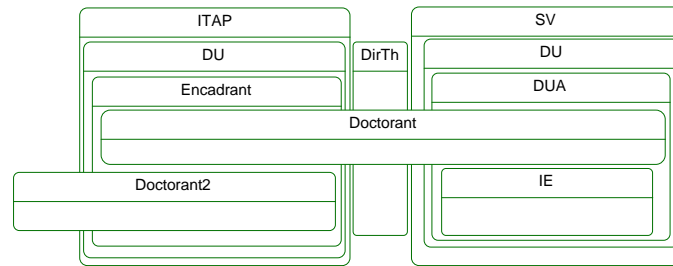 ITAP
SV
DU
DirTh
DU
Encadrant
DUA
Doctorant
Doctorant2
IE